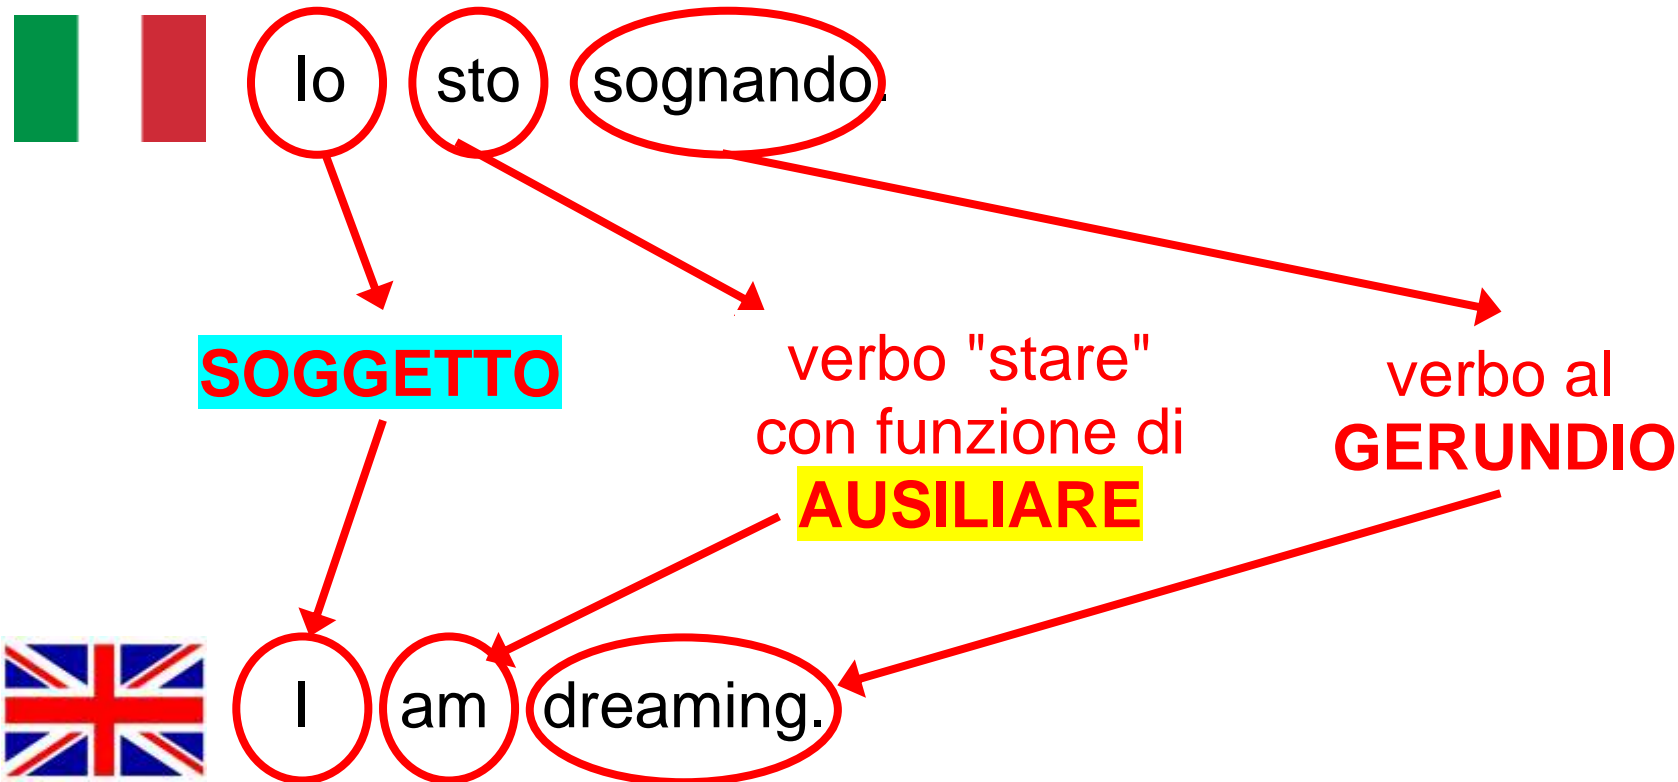 Io sto sognando.
SOGGETTO
verbo "stare"
con funzione di
AUSILIARE
verbo al
GERUNDIO
I am dreaming.